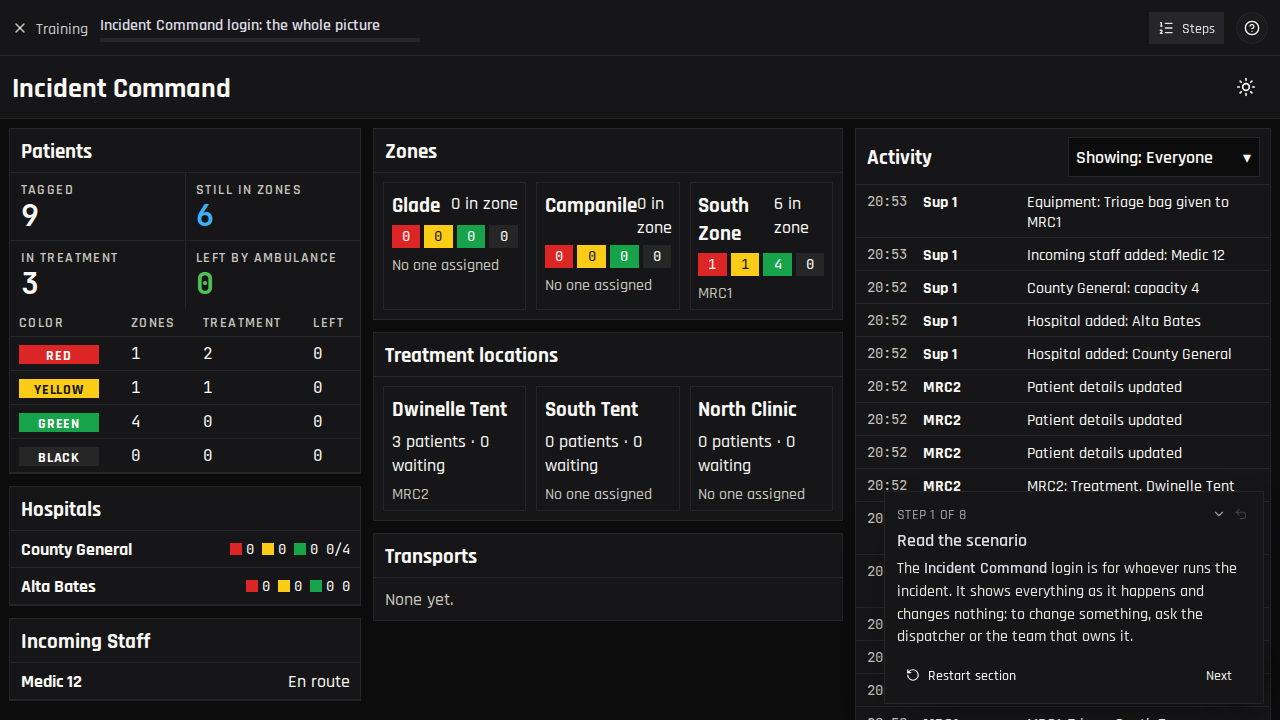 Training
Incident Command login: the whole picture
Steps
Incident Command
Patients
TAGGED
9
STILL IN ZONES
6
IN TREATMENT
3
LEFT BY AMBULANCE
0
COLOR ZONES TREATMENT LEFT
RED 1 2 0
YELLOW 1 1 0
GREEN 4 0 0
BLACK 0 0 0
Hospitals
County General 0 0 0 0/4
Alta Bates 0 0 0 0
Incoming Staff
Medic 12 En route
Zones
Glade 0 in zone
0 0 0 0
No one assigned
Campanile 0 in
zone
0 0 0 0
No one assigned
South
Zone
6 in
zone
1 1 4 0
MRC1
Treatment locations
Dwinelle Tent
3 patients · 0
waiting
MRC2
South Tent
0 patients · 0
waiting
No one assigned
North Clinic
0 patients · 0
waiting
No one assigned
Transports
None yet.
Activity
Showing: Everyone
20:53 Sup 1 Equipment: Triage bag given to
MRC1
20:53 Sup 1 Incoming staff added: Medic 12
20:52 Sup 1 County General: capacity 4
20:52 Sup 1 Hospital added: Alta Bates
20:52 Sup 1 Hospital added: County General
20:52 MRC2 Patient details updated
20:52 MRC2 Patient details updated
20:52 MRC2 Patient details updated
20:52 MRC2 MRC2: Treatment, Dwinelle Tent
20
20
20
20
20
STEP 1 OF 8
Read the scenario
The Incident Command login is for whoever runs the
incident. It shows everything as it happens and
changes nothing: to change something, ask the
dispatcher or the team that owns it.
Restart section
Next